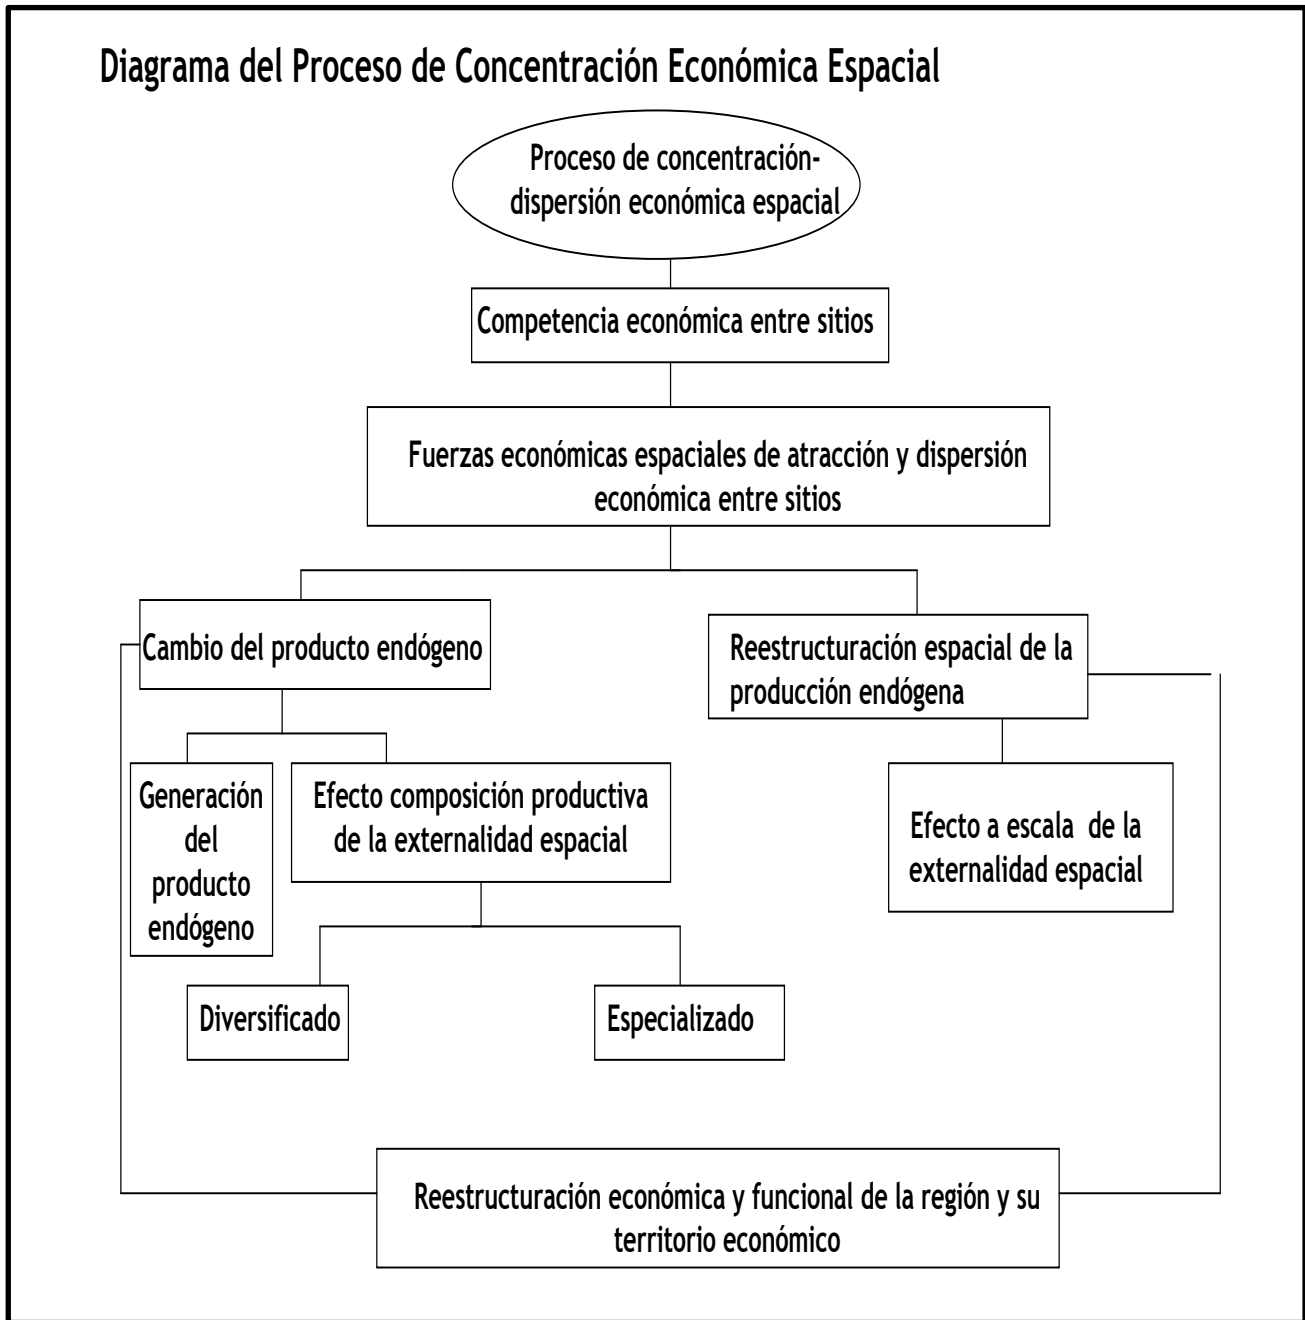 Diagrama del Proceso de Concentración Económica Espacial
Proceso de concentración-
dispersión económica espacial
Competencia económica entre sitios
Fuerzas económicas espaciales de atracción y dispersión
económica entre sitios
Cambio del producto endógeno
Reestructuración espacial de la
producción endógena
Generación
del
producto
endógeno
Efecto composición productiva
de la externalidad espacial
Efecto a escala de la
externalidad espacial
Diversificado
Especializado
Reestructuración económica y funcional de la región y su
territorio económico